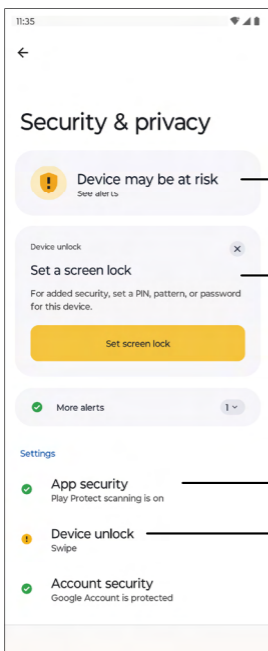 11:35
Security & privacy
Device may be at risk
See alerts
Device unlock
Set a screen lock
For added security, set a PIN, pattern, or password
for this device.
Set screen lock
More alerts
1
Settings
App security
Play Protect scanning is on
Device unlock
Swipe
Account security
Google Account is protected